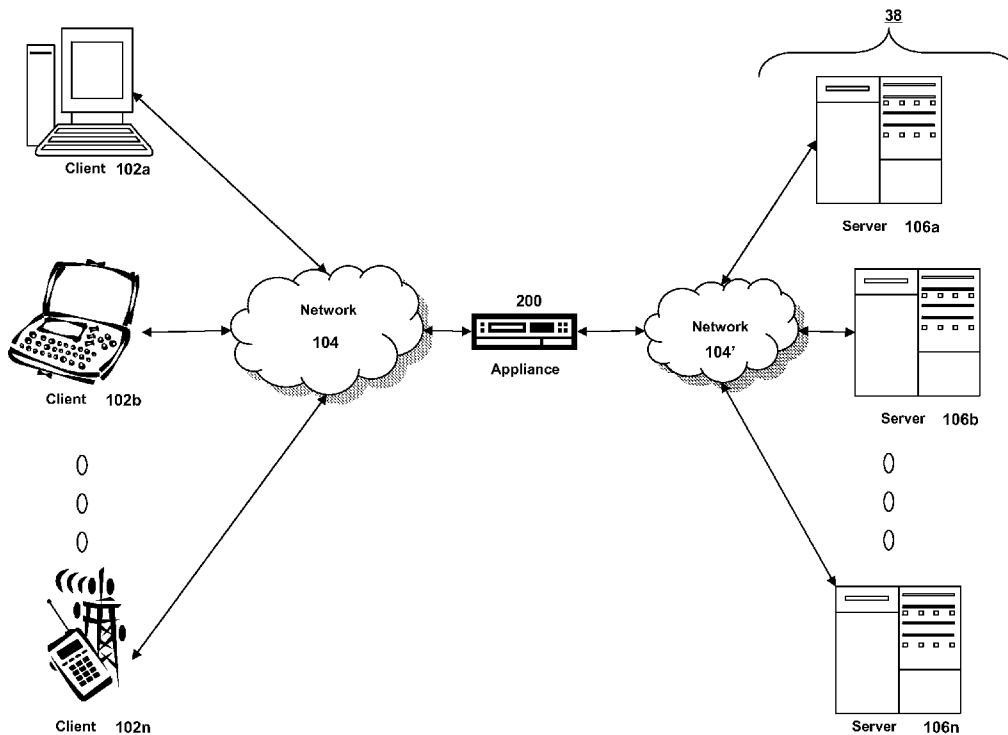 38
Client 102a
Server 106a
Network
104
200
Appliance
Network
104'
Client 102b
Server 106b
Client 102n
Server 106n